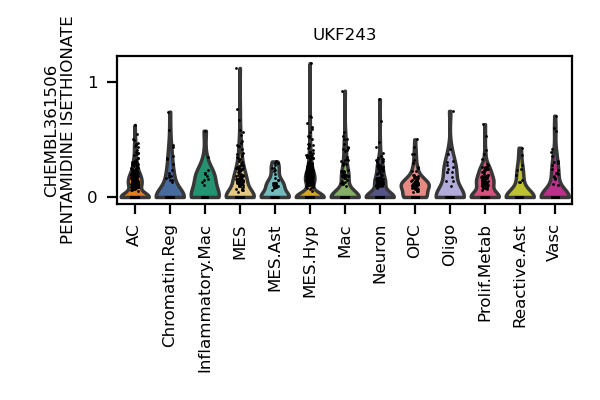 UKF243
CHEMBL361506
PENTAMIDINE ISETHIONATE
1
0
AC
Chromatin.Reg
Inflammatory.Mac
MES
MES.Ast
MES.Hyp
Mac
Neuron
OPC
Oligo
Prolif.Metab
Reactive.Ast
Vasc